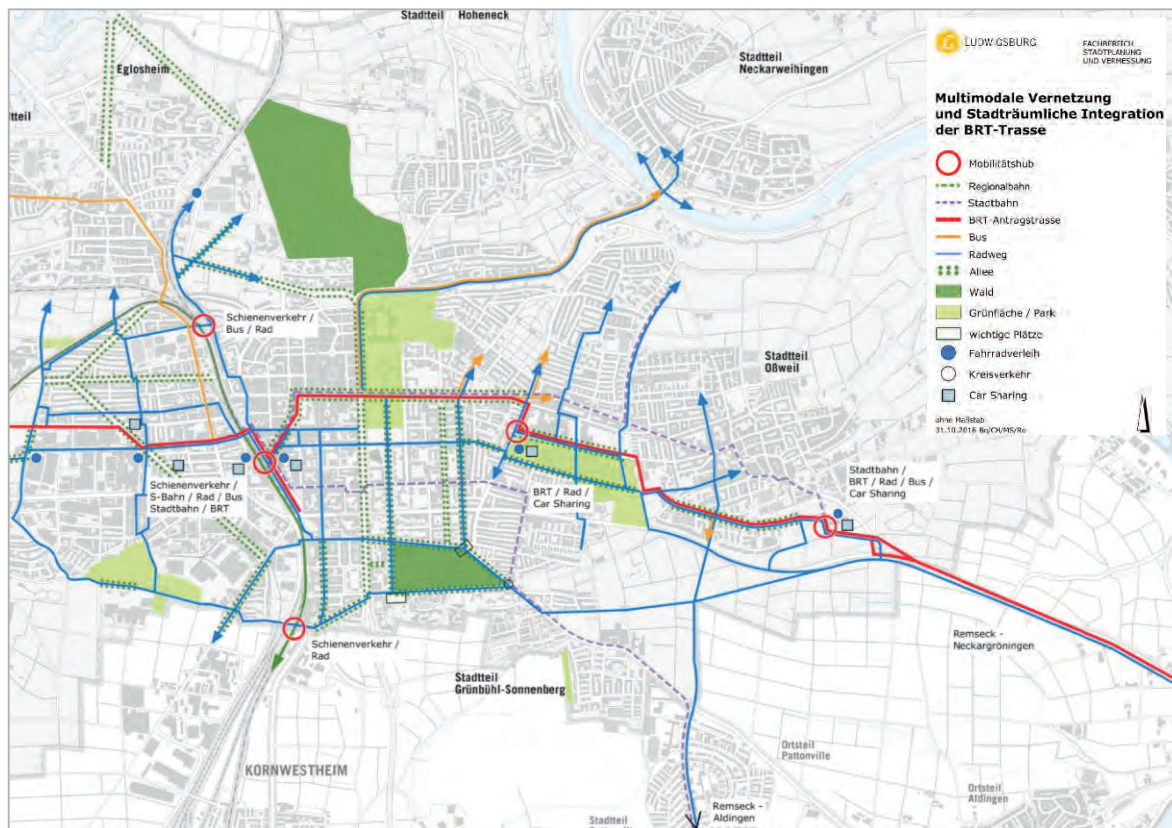 Stadtteil Hoheneck
Eglosheim
tteil
Stadtteil
Neckarweihingen
LUDWIGSBURG
FACHBEREICH
STADTPLANUNG
UND VERMESSUNG
Multimodale Vernetzung
und Stadträumliche Integration
der BRT-Trasse
Mobilitätshub
Regionalbahn
Stadtbahn
BRT-Antragstrasse
Bus
Radweg
Allee
Wald
Grünfläche / Park
wichtige Plätze
Fahrradverleih
Kreisverkehr
Car Sharing
ohne Maßstab
Schienenverkehr /
Bus / Rad
Stadtteil
Oßweil
Schienenverkehr /
S-Bahn / Rad / Bus
Stadtbahn / BRT
BRT / Rad /
Car Sharing
Stadtbahn /
BRT / Rad / Bus /
Car Sharing
Schienenverkehr /
Rad
Stadtteil
Grünbühl-Sonnenberg
Remseck -
Neckargröningen
KORNWESTHEIM
Ortsteil
Pattonville
Ortsteil
Aldingen
Remseck -
Aldingen
Stadtteil